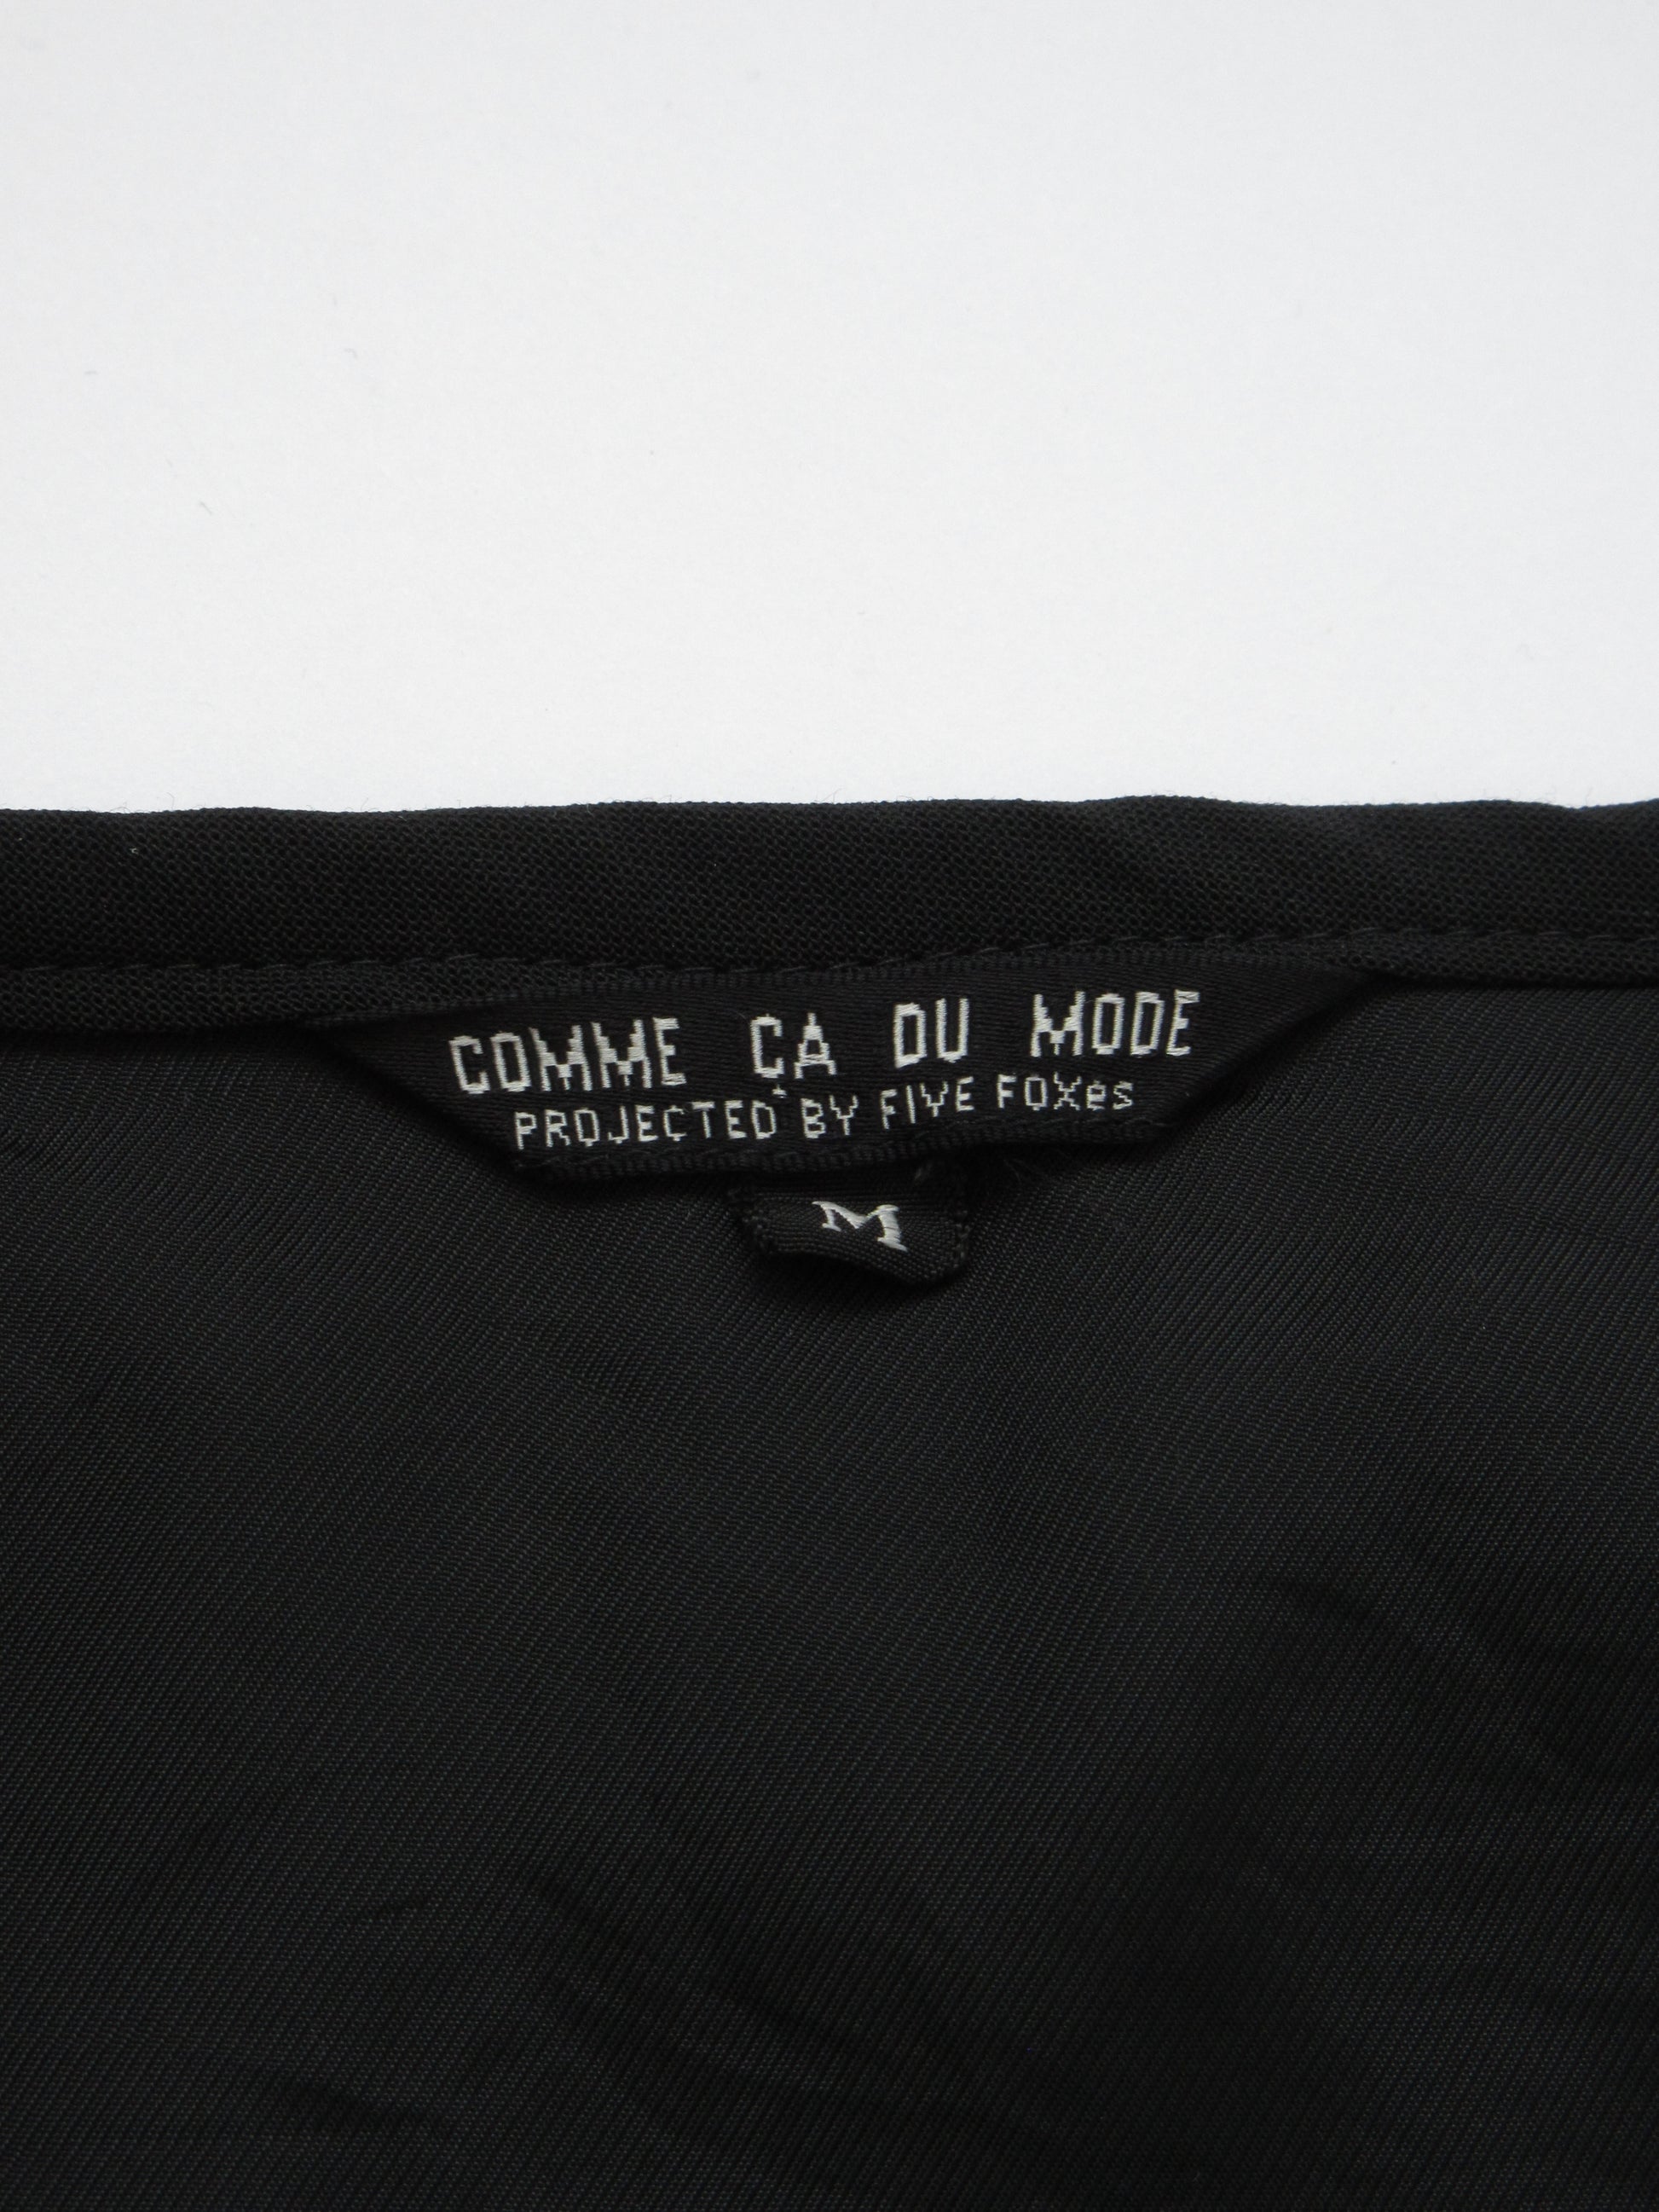 COMME ÇA DU MODE
PROJECTED BY FIVE FOXes
M